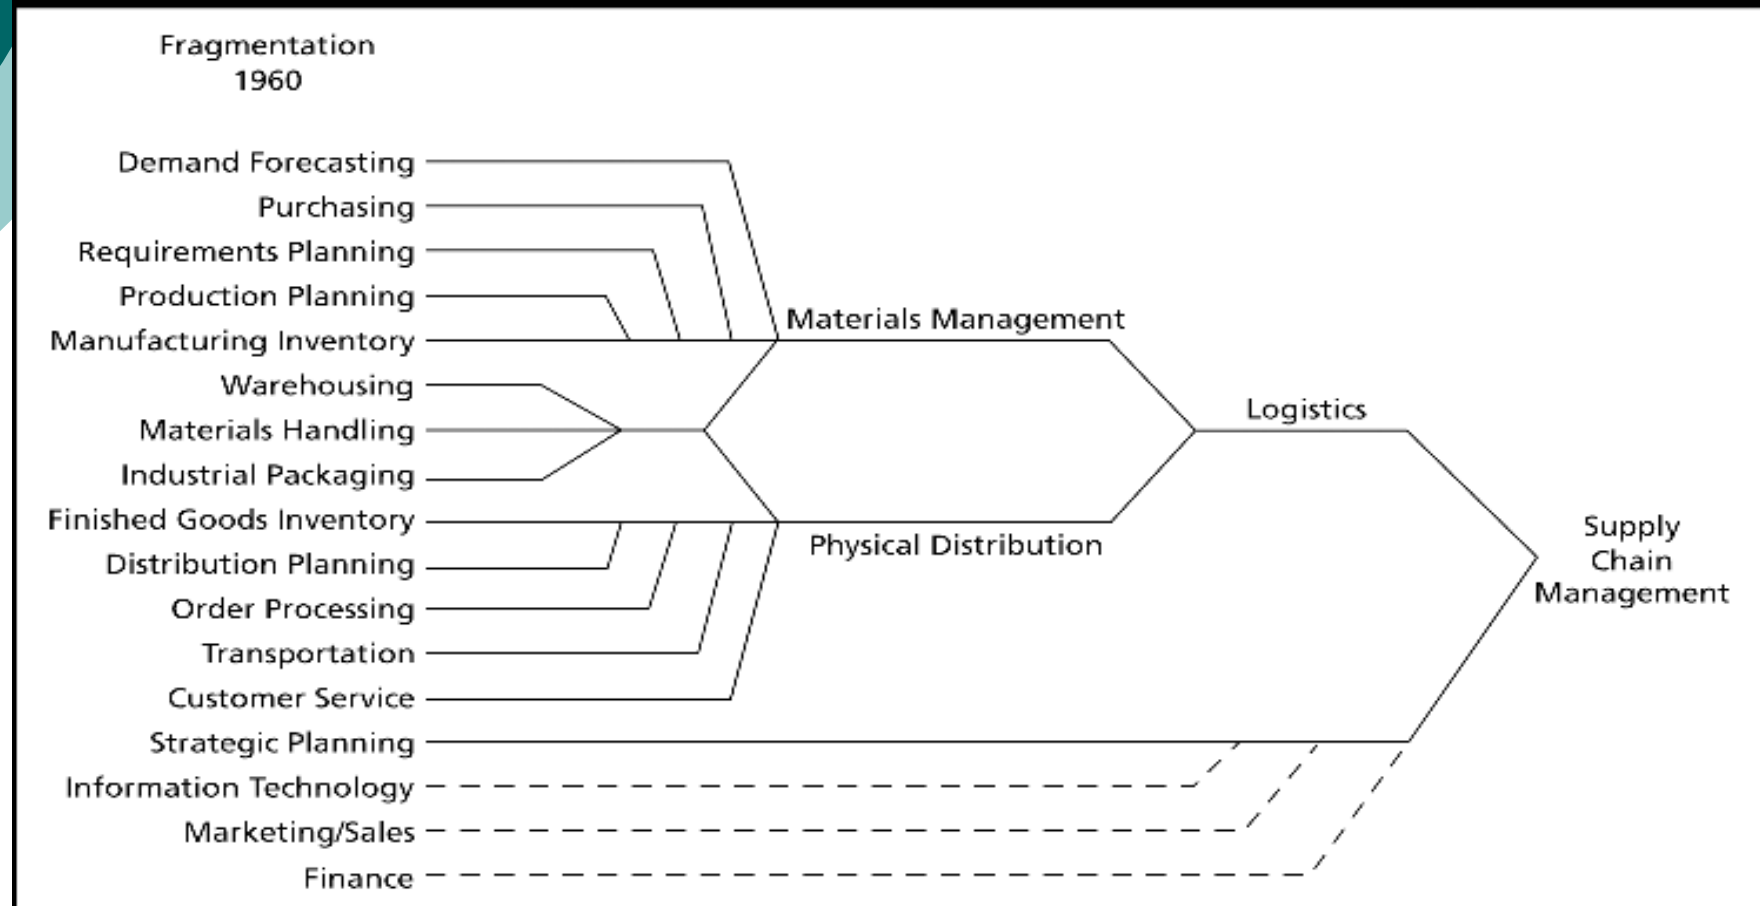 Fragmentation
1960
Demand Forecasting
Purchasing
Requirements Planning
Production Planning
Manufacturing Inventory
Warehousing
Materials Handling
Industrial Packaging
Finished Goods Inventory
Distribution Planning
Order Processing
Transportation
Customer Service
Strategic Planning
Information Technology
Marketing/Sales
Finance
Materials Management
Physical Distribution
Logistics
Supply
Chain
Management